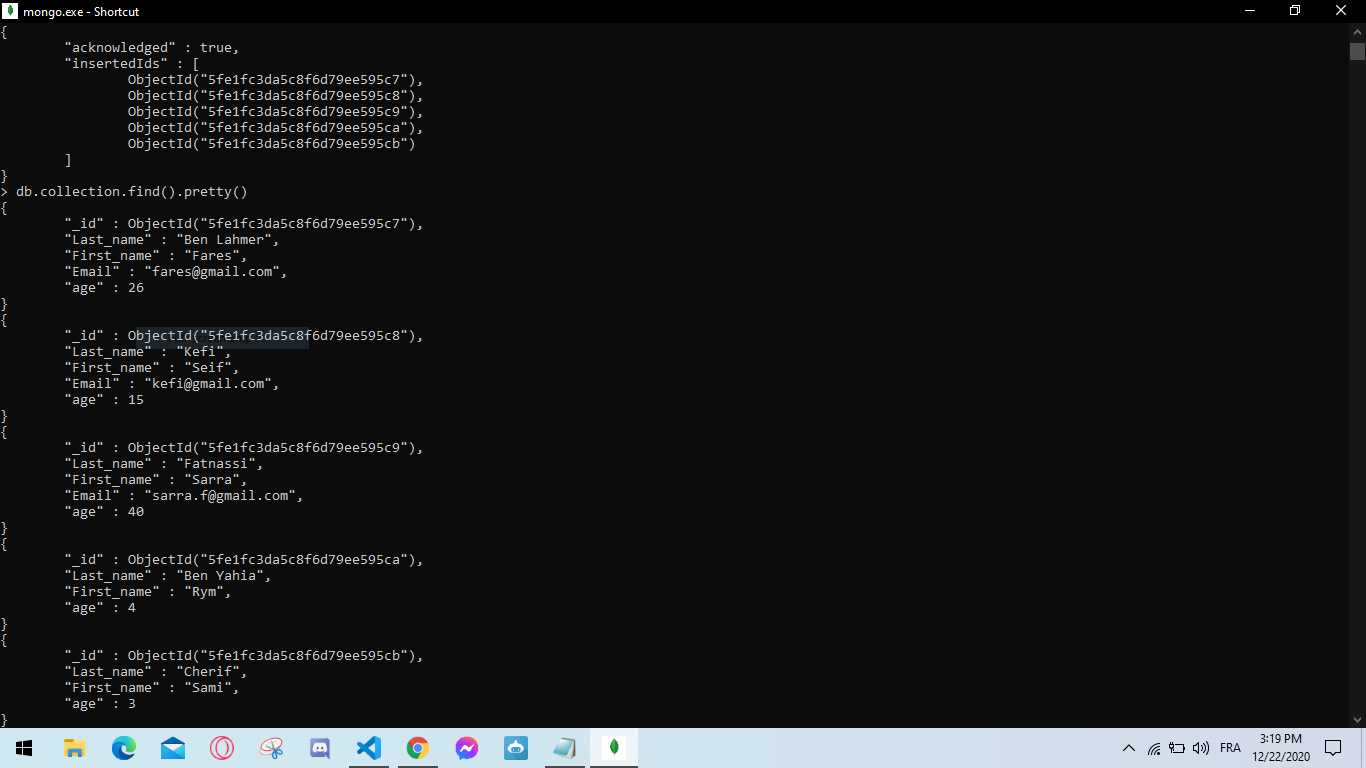 mongo.exe - Shortcut
{
"acknowledged" : true,
"insertedIds" : [
ObjectId("5fe1fc3da5c8f6d79ee595c7"),
ObjectId("5fe1fc3da5c8f6d79ee595c8"),
ObjectId("5fe1fc3da5c8f6d79ee595c9"),
ObjectId("5fe1fc3da5c8f6d79ee595ca"),
ObjectId("5fe1fc3da5c8f6d79ee595cb")
]
}
> db.collection.find().pretty()
{
"_id" : ObjectId("5fe1fc3da5c8f6d79ee595c7"),
"Last_name" : "Ben Lahmer",
"First_name" : "Fares",
"Email" : "fares@gmail.com",
"age" : 26
}
{
"_id" : ObjectId("5fe1fc3da5c8f6d79ee595c8"),
"Last_name" : "Kefi",
"First_name" : "Seif",
"Email" : "kefi@gmail.com",
"age" : 15
}
{
"_id" : ObjectId("5fe1fc3da5c8f6d79ee595c9"),
"Last_name" : "Fatnassi",
"First_name" : "Sarra",
"Email" : "sarra.f@gmail.com",
"age" : 40
}
{
"_id" : ObjectId("5fe1fc3da5c8f6d79ee595ca"),
"Last_name" : "Ben Yahia",
"First_name" : "Rym",
"age" : 4
}
{
"_id" : ObjectId("5fe1fc3da5c8f6d79ee595cb"),
"Last_name" : "Cherif",
"First_name" : "Sami",
"age" : 3
}
FRA
3:19 PM
12/22/2020